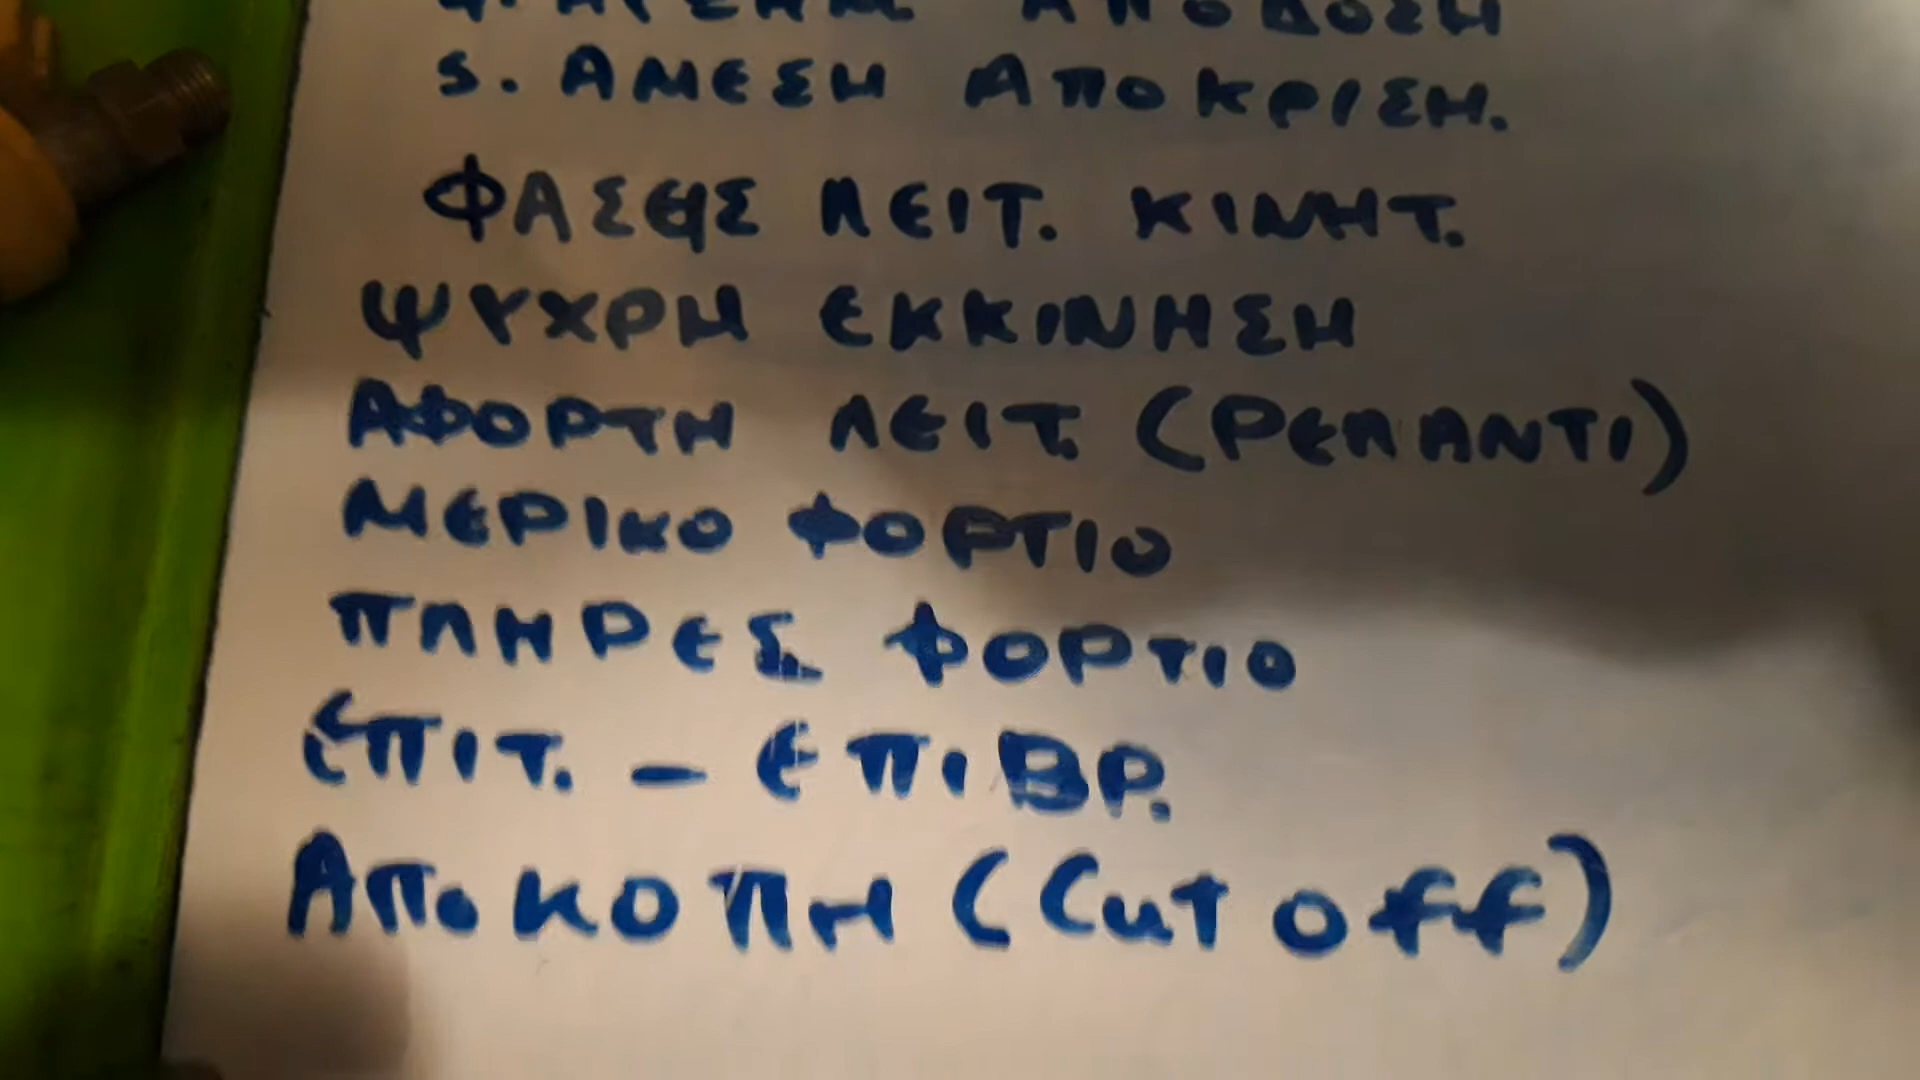 ΑΠΟΔΟΣΗ
5. ΑΜΕΣΗ ΑΠΟΚΡΙΣΗ.
ΦΑΣΕΙΣ ΛΕΙΤ. ΚΙΝΗΤ.
ΨΥΧΡΗ ΕΚΚΙΝΗΣΗ
ΑΦΟΡΤΗ ΛΕΙΤ. (ΡΕΛΑΝΤΙ)
ΜΕΡΙΚΟ ΦΟΡΤΙΟ
ΠΛΗΡΕΣ ΦΟΡΤΙΟ
ΕΠΙΤ. – ΕΠΙΒΡ.
ΑΠΟΚΟΠΗ (Cut off)